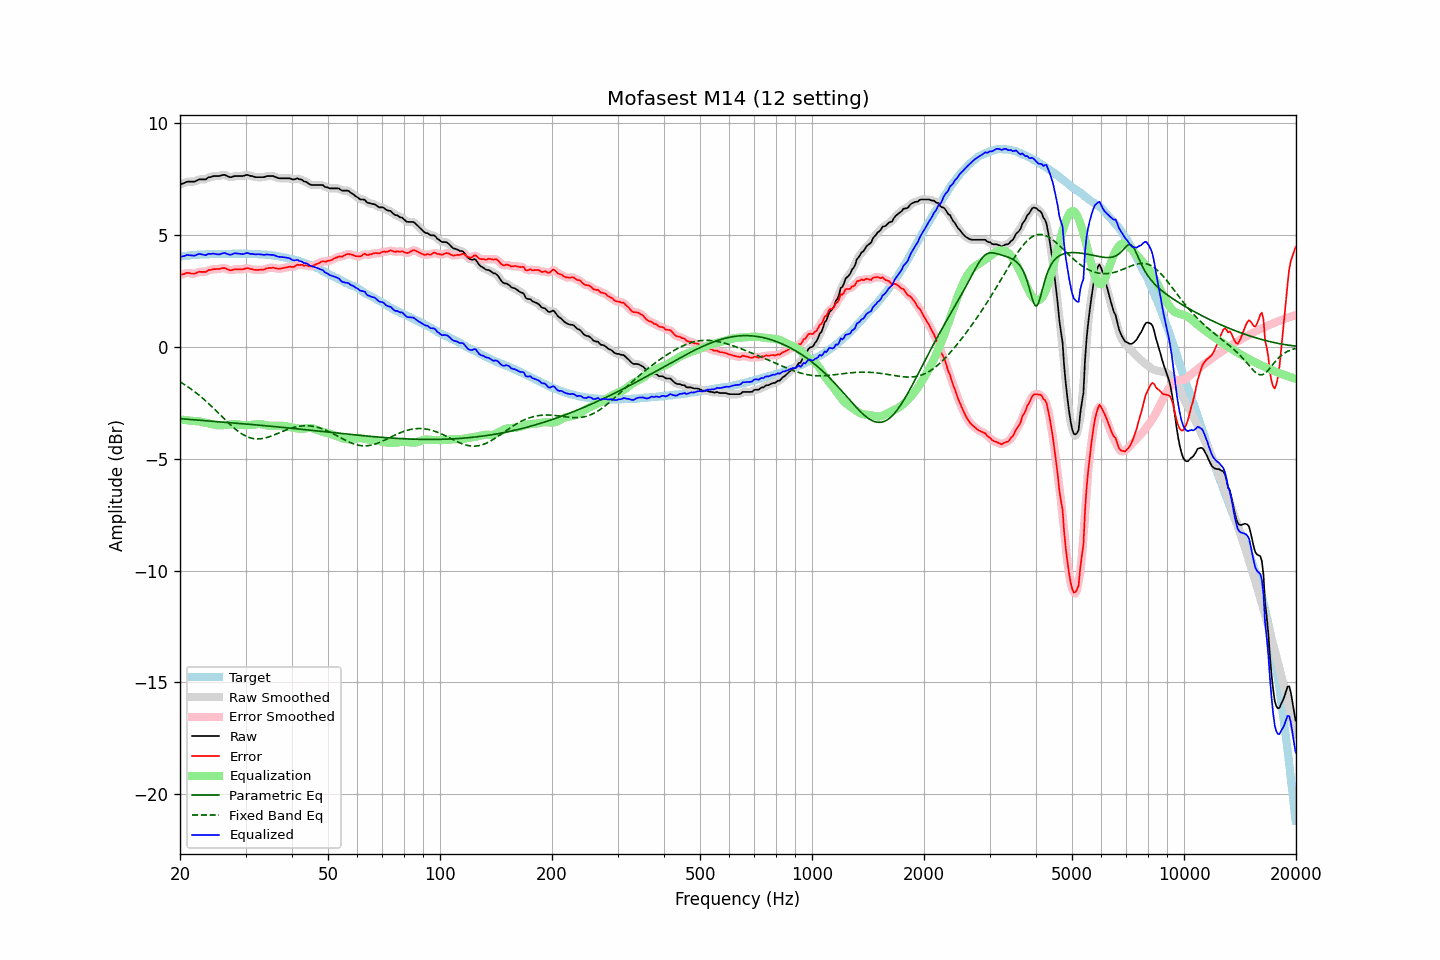 Mofasest M14 (12 setting)
10
5
0
−5
−10
−15
−20
Amplitude (dBr)
Target
Raw Smoothed
Error Smoothed
Raw
Error
Equalization
Parametric Eq
Fixed Band Eq
Equalized
20 50 100 200 500 1000 2000 5000 10000 20000
Frequency (Hz)